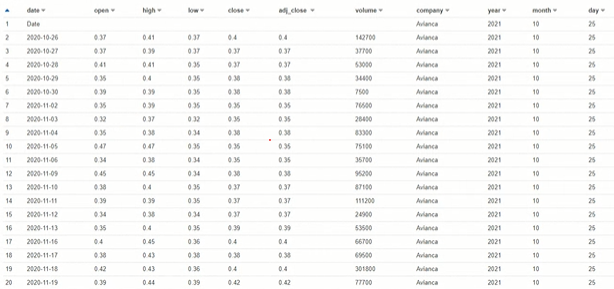 date open high low close adj_close volume company year month day
1 Date Avianca 2021 10 25
2 2020-10-26 0.37 0.41 0.37 0.4 0.4 142700 Avianca 2021 10 25
3 2020-10-27 0.37 0.39 0.37 0.37 0.37 37700 Avianca 2021 10 25
4 2020-10-28 0.41 0.41 0.35 0.37 0.37 53000 Avianca 2021 10 25
5 2020-10-29 0.35 0.4 0.35 0.38 0.38 34400 Avianca 2021 10 25
6 2020-10-30 0.39 0.39 0.35 0.38 0.38 7500 Avianca 2021 10 25
7 2020-11-02 0.35 0.39 0.35 0.35 0.35 76500 Avianca 2021 10 25
8 2020-11-03 0.32 0.37 0.32 0.35 0.35 28400 Avianca 2021 10 25
9 2020-11-04 0.35 0.38 0.34 0.38 0.38 83300 Avianca 2021 10 25
10 2020-11-05 0.47 0.47 0.35 0.35 0.35 75100 Avianca 2021 10 25
11 2020-11-06 0.34 0.38 0.34 0.35 0.35 35700 Avianca 2021 10 25
12 2020-11-09 0.45 0.45 0.34 0.38 0.38 95200 Avianca 2021 10 25
13 2020-11-10 0.38 0.4 0.35 0.37 0.37 87100 Avianca 2021 10 25
14 2020-11-11 0.39 0.39 0.35 0.37 0.37 111200 Avianca 2021 10 25
15 2020-11-12 0.34 0.38 0.34 0.37 0.37 24900 Avianca 2021 10 25
16 2020-11-13 0.35 0.4 0.35 0.39 0.39 53500 Avianca 2021 10 25
17 2020-11-16 0.4 0.45 0.36 0.4 0.4 66700 Avianca 2021 10 25
18 2020-11-17 0.38 0.43 0.38 0.38 0.38 69500 Avianca 2021 10 25
19 2020-11-18 0.42 0.43 0.36 0.4 0.4 301800 Avianca 2021 10 25
20 2020-11-19 0.39 0.44 0.39 0.42 0.42 77700 Avianca 2021 10 25